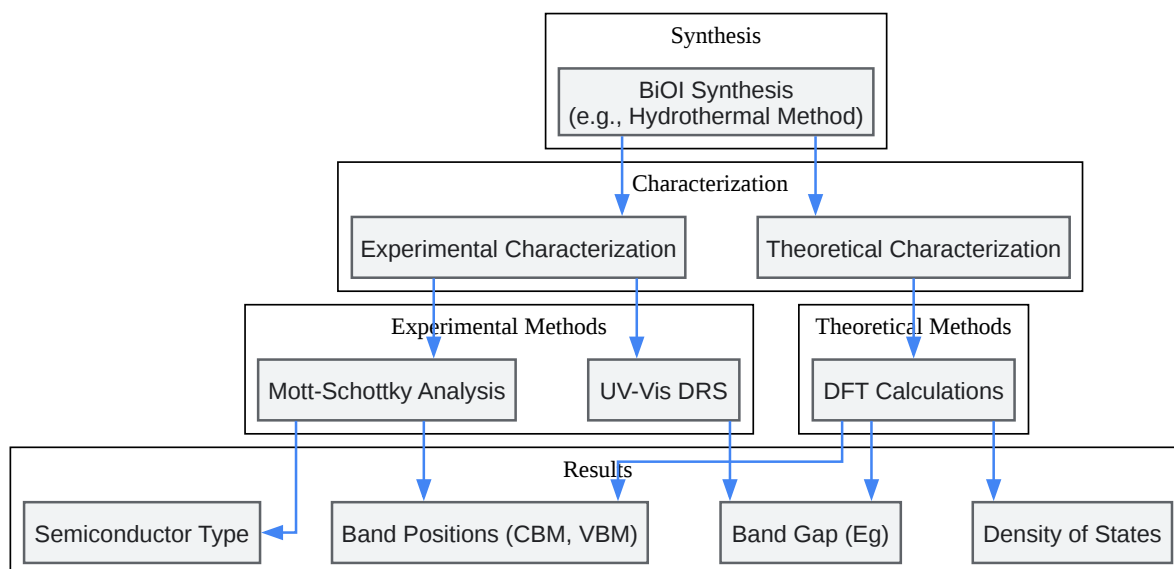 Synthesis
BiOI Synthesis
(e.g., Hydrothermal Method)
Characterization
Experimental Characterization
Theoretical Characterization
Experimental Methods
Theoretical Methods
Mott-Schottky Analysis
UV-Vis DRS
DFT Calculations
Results
Semiconductor Type
Band Positions (CBM, VBM)
Band Gap (Eg)
Density of States